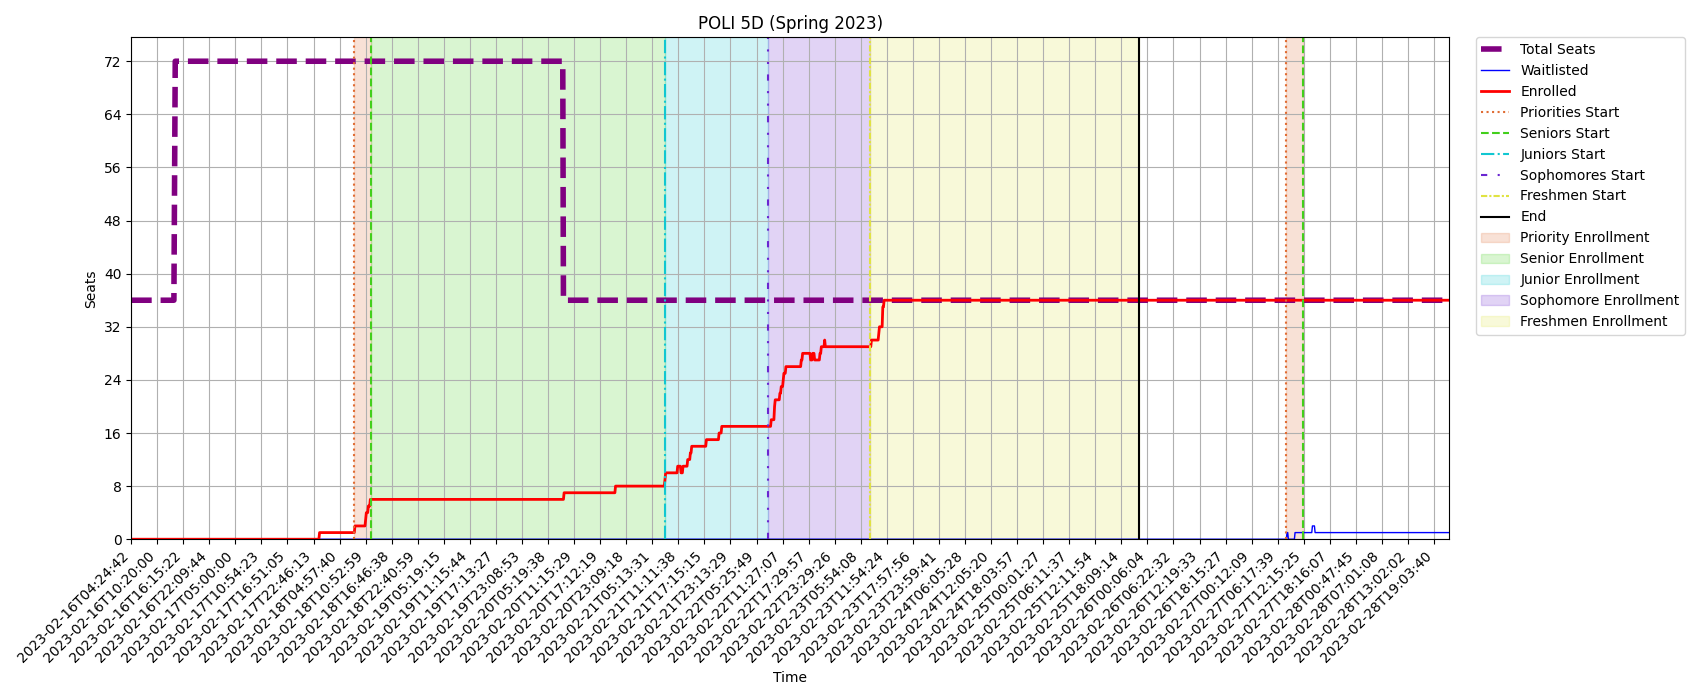 POLI 5D (Spring 2023)
72
64
56
48
40
32
24
16
8
0
Seats
2023-02-16T04:24:42
2023-02-16T10:20:00
2023-02-16T16:15:22
2023-02-16T22:09:44
2023-02-17T05:00:00
2023-02-17T10:54:23
2023-02-17T16:51:05
2023-02-17T22:46:13
2023-02-18T04:57:40
2023-02-18T10:52:59
2023-02-18T16:46:38
2023-02-18T22:40:59
2023-02-19T05:19:15
2023-02-19T11:15:44
2023-02-19T17:13:27
2023-02-19T23:08:53
2023-02-20T05:19:38
2023-02-20T11:15:29
2023-02-20T17:12:19
2023-02-20T23:09:18
2023-02-21T05:13:31
2023-02-21T11:11:38
2023-02-21T17:15:15
2023-02-21T23:13:29
2023-02-22T05:25:49
2023-02-22T11:27:07
2023-02-22T17:29:57
2023-02-22T23:29:26
2023-02-23T05:54:08
2023-02-23T11:54:24
2023-02-23T17:57:56
2023-02-23T23:59:41
2023-02-24T06:05:28
2023-02-24T12:05:20
2023-02-24T18:03:57
2023-02-25T00:01:27
2023-02-25T06:11:37
2023-02-25T12:11:54
2023-02-25T18:09:14
2023-02-26T00:06:04
2023-02-26T06:22:32
2023-02-26T12:19:33
2023-02-26T18:15:27
2023-02-27T00:12:09
2023-02-27T06:17:39
2023-02-27T12:15:25
2023-02-27T18:16:07
2023-02-28T00:47:45
2023-02-28T07:01:08
2023-02-28T13:02:02
2023-02-28T19:03:40
Time
Total Seats
Waitlisted
Enrolled
Priorities Start
Seniors Start
Juniors Start
Sophomores Start
Freshmen Start
End
Priority Enrollment
Senior Enrollment
Junior Enrollment
Sophomore Enrollment
Freshmen Enrollment